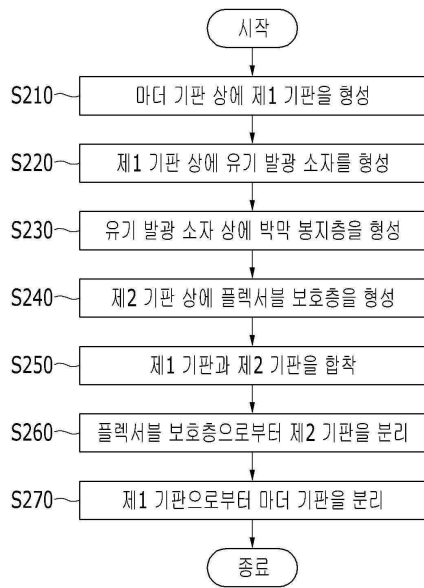 시작
S210 마더 기판 상에 제1 기판을 형성
S220 제1 기판 상에 유기 발광 소자를 형성
S230 유기 발광 소자 상에 박막 봉지층을 형성
S240 제2 기판 상에 플렉서블 보호층을 형성
S250 제1 기판과 제2 기판을 합착
S260 플렉서블 보호층으로부터 제2 기판을 분리
S270 제1 기판으로부터 마더 기판을 분리
종료